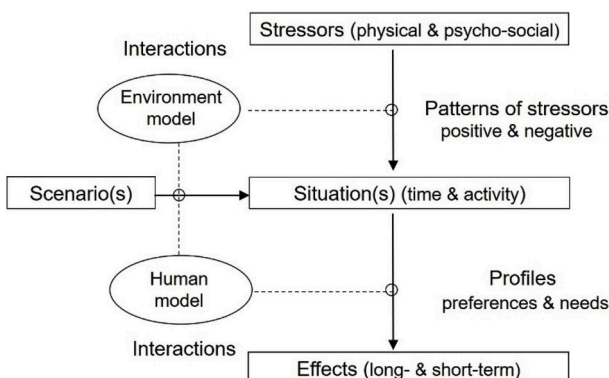 Stressors (physical & psycho-social)
Interactions
Environment
model
Patterns of stressors
positive & negative
Scenario(s)
Situation(s) (time & activity)
Human
model
Profiles
preferences & needs
Interactions
Effects (long- & short-term)